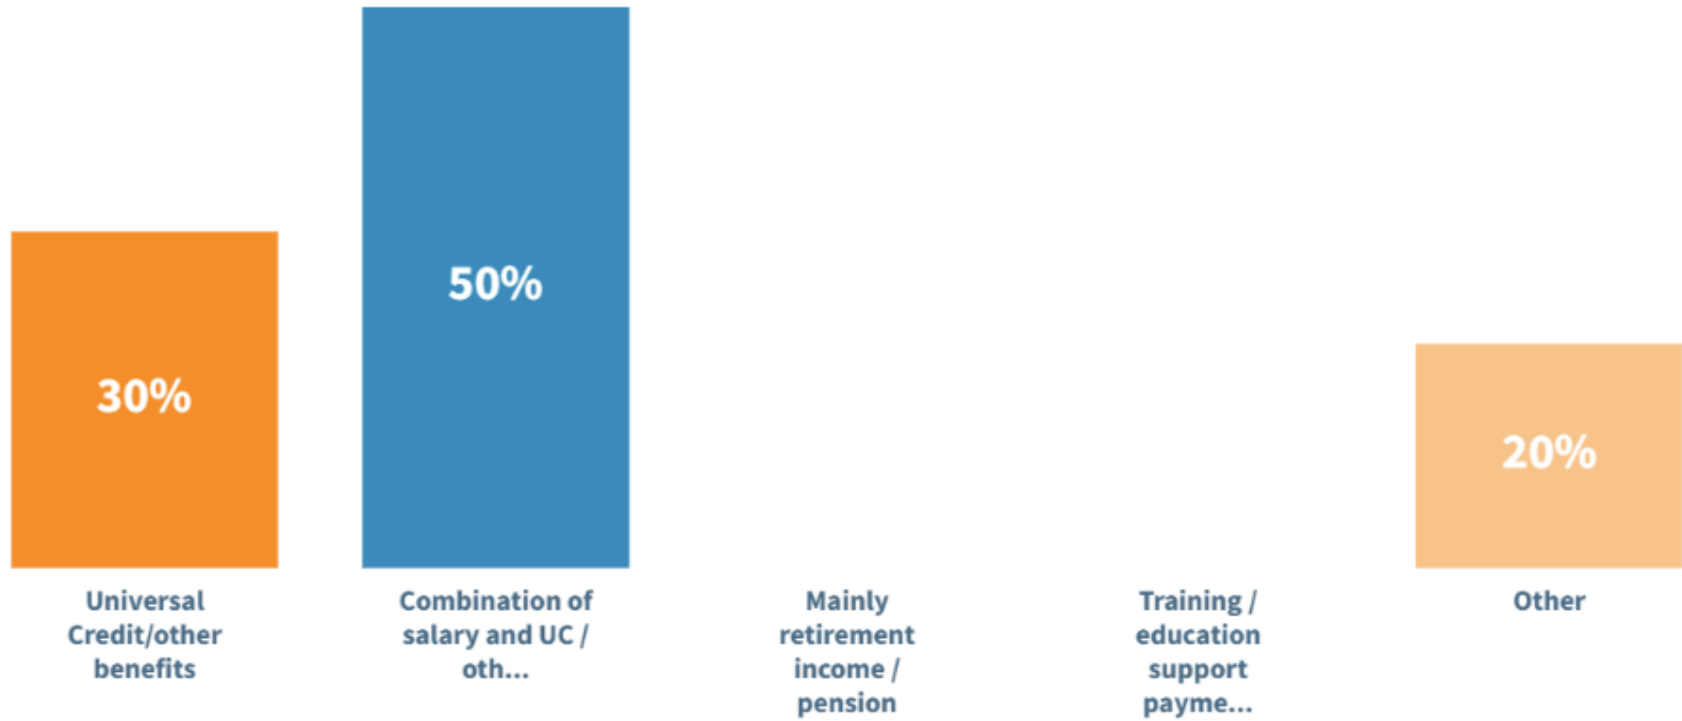 50%
30%
20%
Universal
Credit/other
benefits
Combination of
salary and UC /
oth...
Mainly
retirement
income /
pension
Training /
education
support
payme...
Other